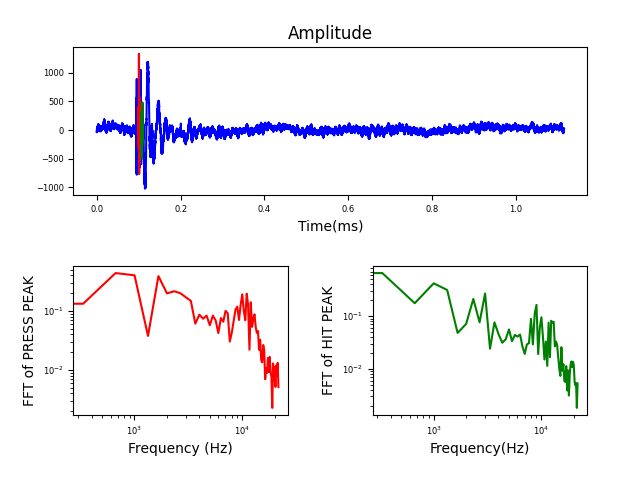 Amplitude
1000
500
0
−500
−1000
0.0 0.2 0.4 0.6 0.8 1.0
Time(ms)
FFT of PRESS PEAK
10⁻¹
10⁻²
10³ 10⁴
Frequency (Hz)
FFT of HIT PEAK
10⁻¹
10⁻²
10³ 10⁴
Frequency(Hz)